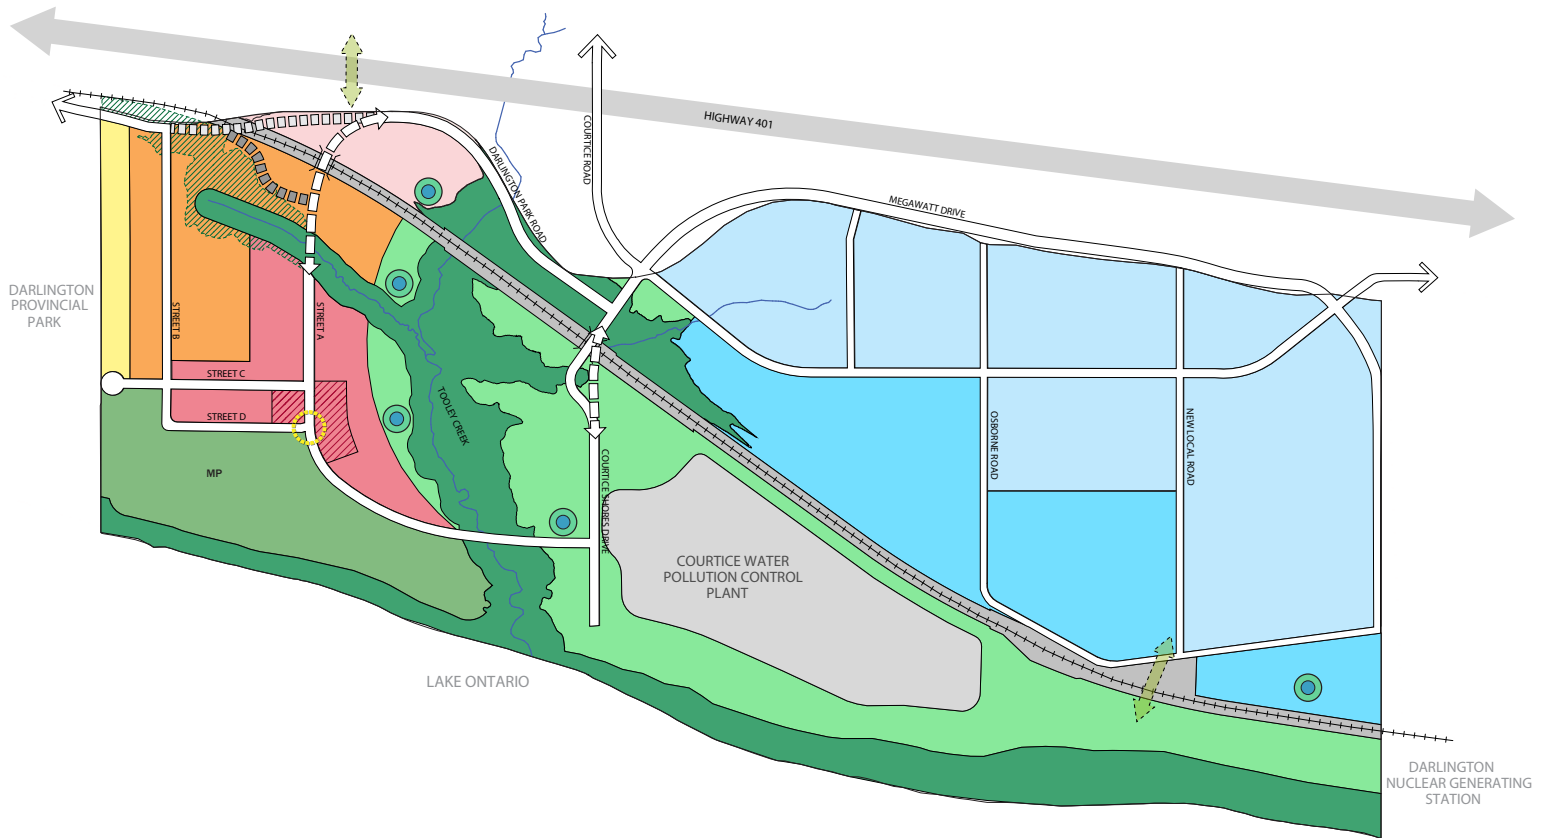 HIGHWAY 401
COURTICE ROAD
DARLINGTON PARK ROAD
MEGAWATT DRIVE
DARLINGTON
PROVINCIAL
PARK
STREET B
STREET A
STREET C
STREET D
TOOLEY CREEK
OSBORNE ROAD
NEW LOCAL ROAD
MP
COURTICE SHORES DRIVE
COURTICE WATER
POLLUTION CONTROL
PLANT
LAKE ONTARIO
DARLINGTON
NUCLEAR GENERATING
STATION